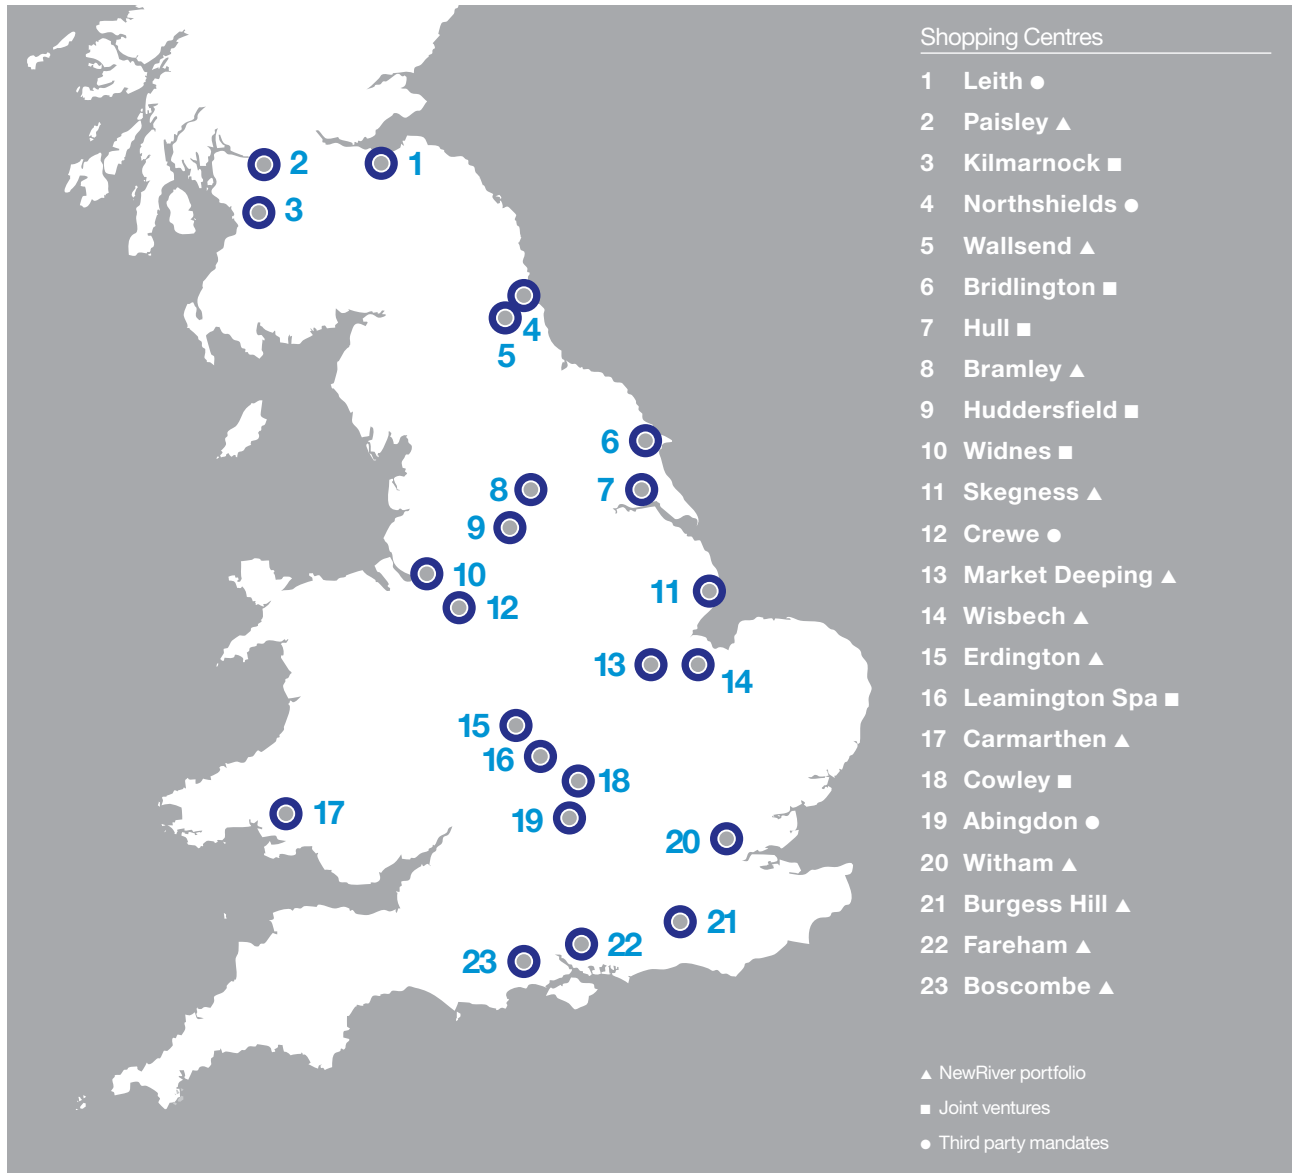 Shopping Centres
1 Leith ●
2 Paisley ▲
3 Kilmarnock ■
4 Northshields ●
5 Wallsend ▲
6 Bridlington ■
7 Hull ■
8 Bramley ▲
9 Huddersfield ■
10 Widnes ■
11 Skegness ▲
12 Crewe ●
13 Market Deeping ▲
14 Wisbech ▲
15 Erdington ▲
16 Leamington Spa ■
17 Carmarthen ▲
18 Cowley ■
19 Abingdon ●
20 Witham ▲
21 Burgess Hill ▲
22 Fareham ▲
23 Boscombe ▲
▲ NewRiver portfolio
■ Joint ventures
● Third party mandates
2
1
3
4
5
6
8
7
9
10
11
12
13
14
15
16
18
17
19
20
21
22
23